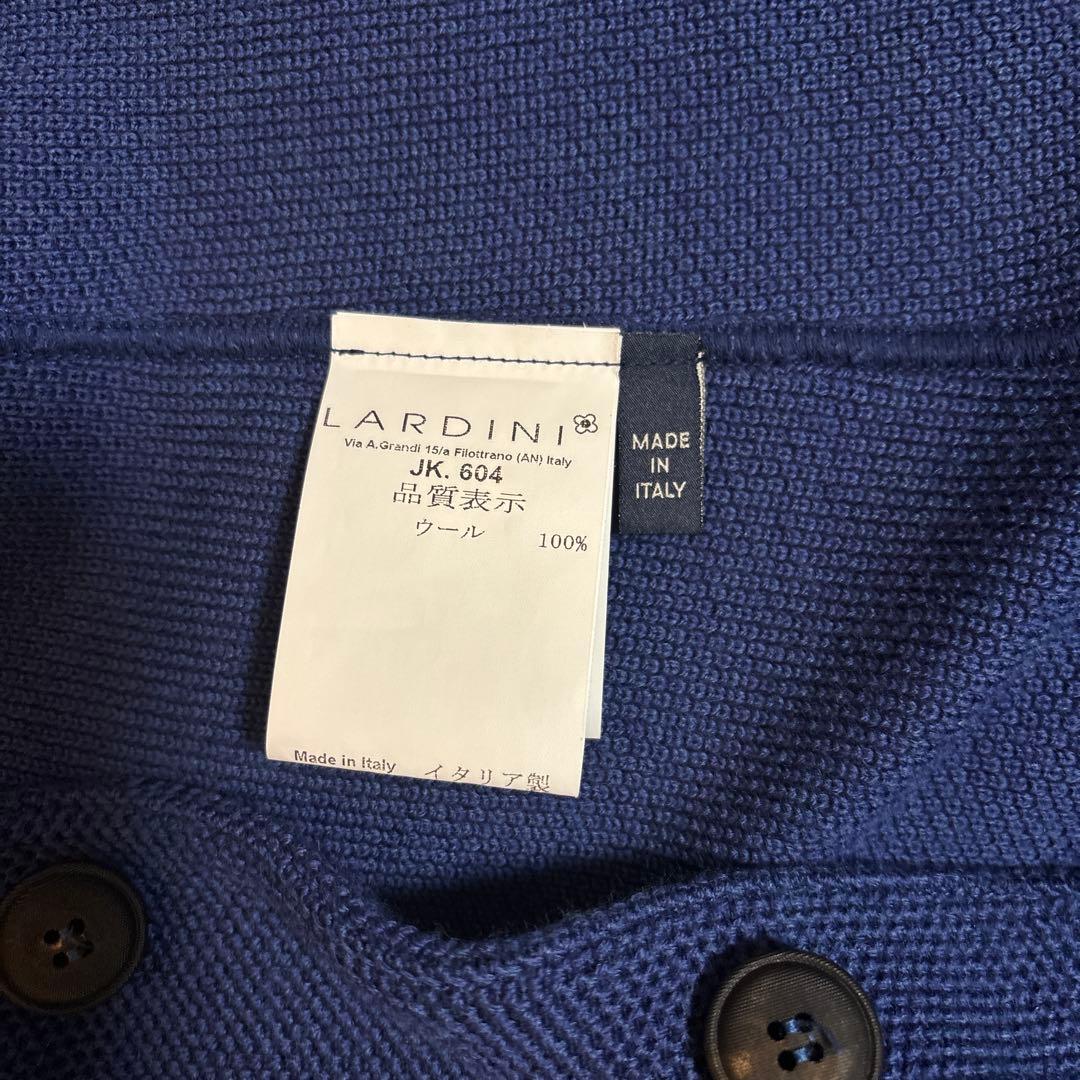 LARDINI
Via A.Grandi 15/a Filottrano (AN) Italy
JK. 604
品質表示
ウール 100%
Made in Italy イタリア製
MADE
IN
ITALY